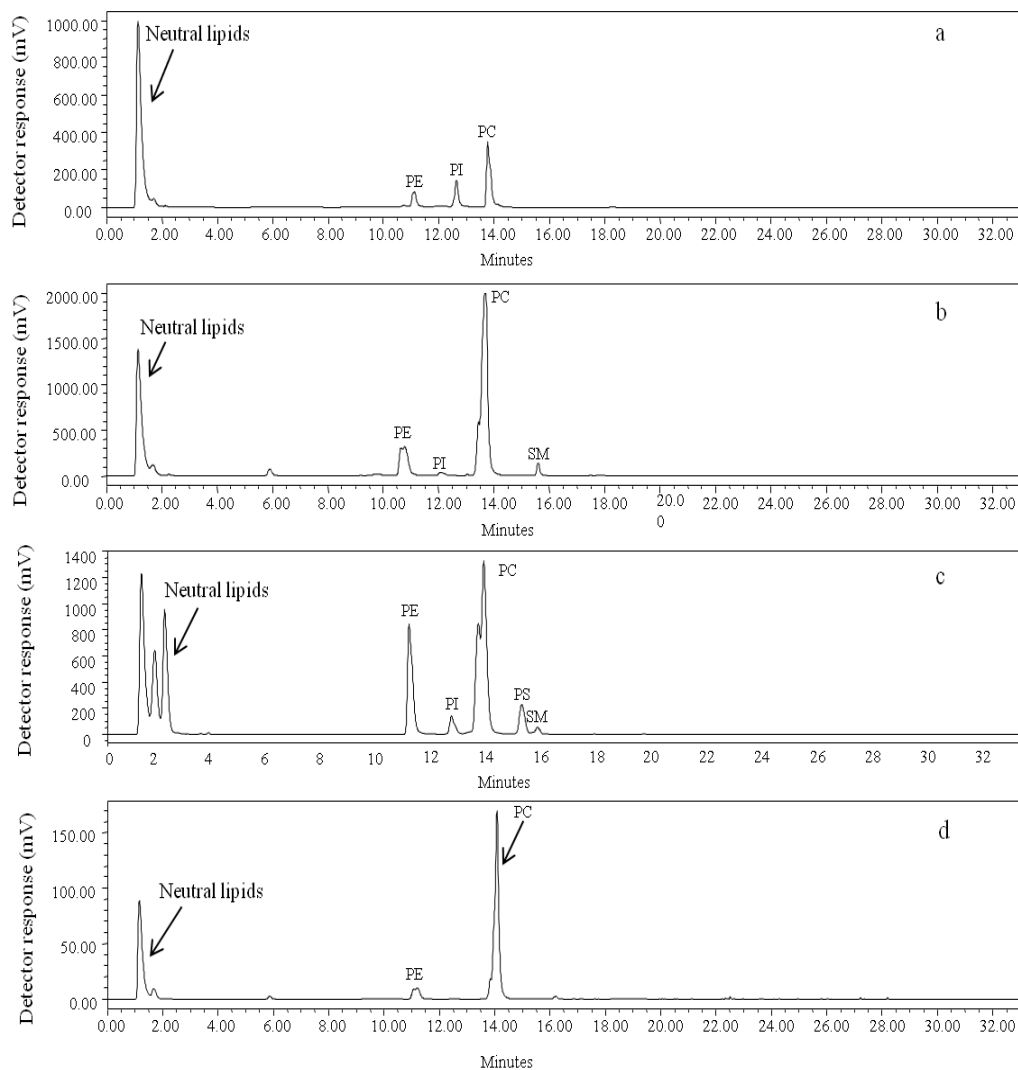 1000.00
a
Neutral lipids
800.00
600.00
400.00
PC
200.00
PE
PI
0.00
Detector response (mV)
0.00 2.00 4.00 6.00 8.00 10.00 12.00 14.00 16.00 18.00 20.00 22.00 24.00 26.00 28.00 30.00 32.00
Minutes
2000.00
PC
b
Neutral lipids
1500.00
1000.00
500.00
PE
PI
SM
0.00
Detector response (mV)
0.00 2.00 4.00 6.00 8.00 10.00 12.00 14.00 16.00 18.00 20.0 22.00 24.00 26.00 28.00 30.00 32.00
0
Minutes
1400
PC
c
1200
Neutral lipids
1000
PE
800
600
400
200
PI
PS
SM
0
Detector response (mV)
2 4 6 8 10 12 14 16 18 20 22 24 26 28 30 32
Minutes
PC
d
150.00
100.00
Neutral lipids
50.00
PE
0.00
Detector response (mV)
0.00 2.00 4.00 6.00 8.00 10.00 12.00 14.00 16.00 18.00 20.00 22.00 24.00 26.00 28.00 30.00 32.00
Minutes